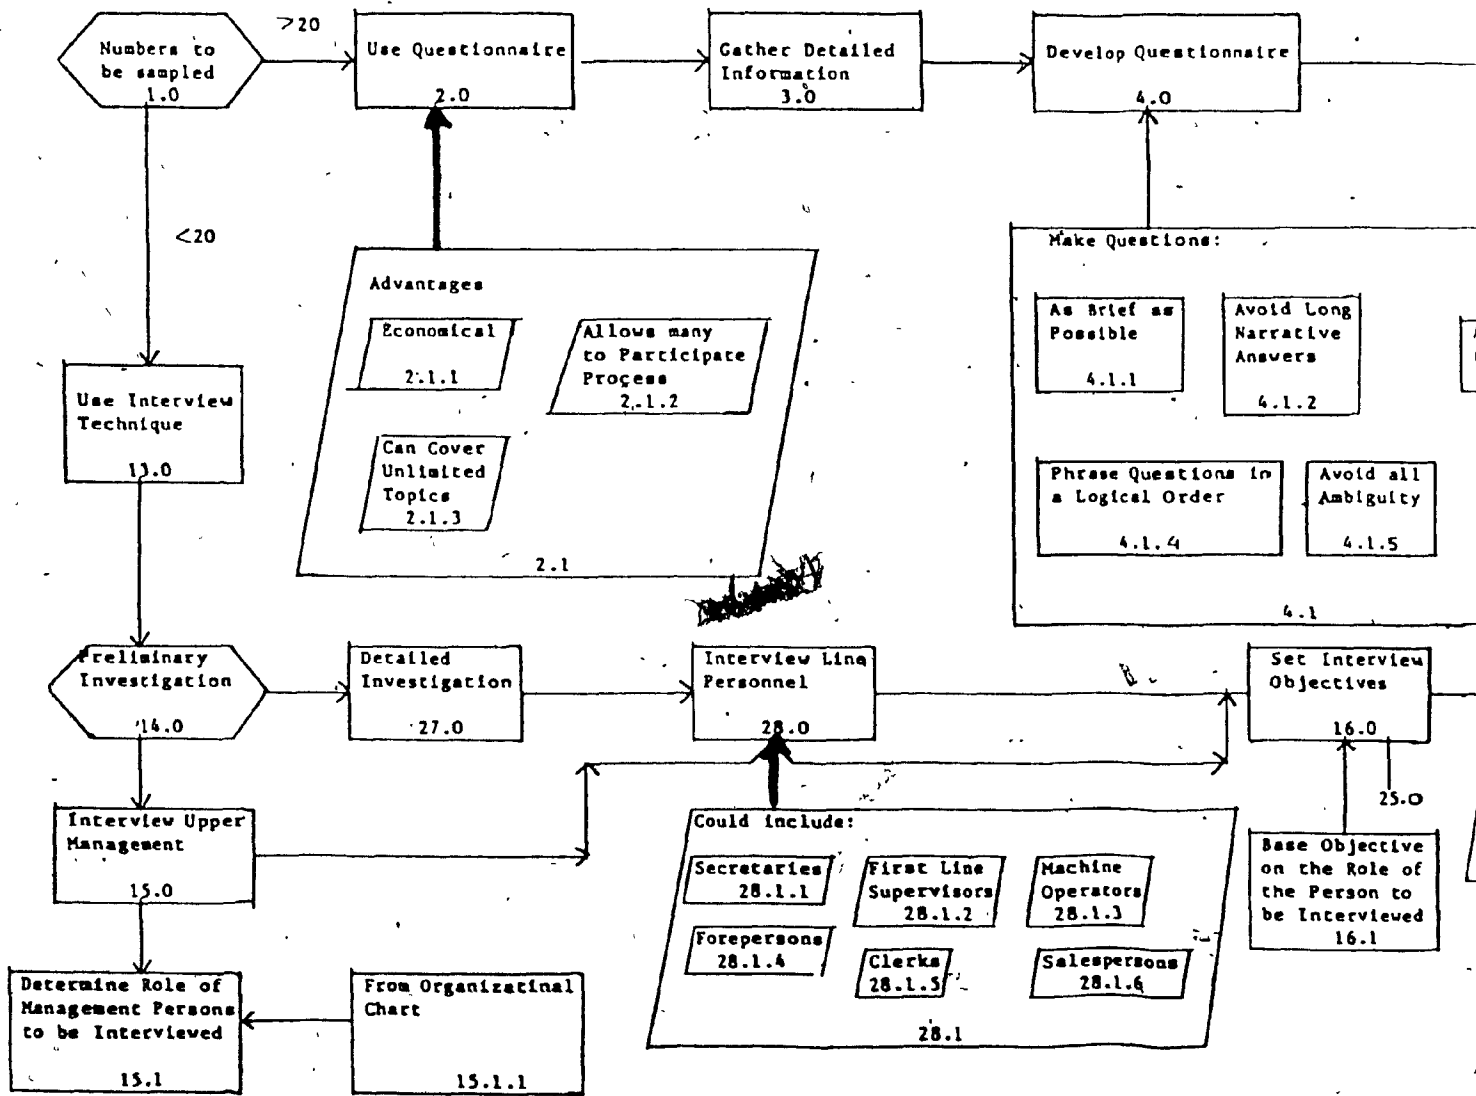 >20
Numbers to
be sampled
1.0
Use Questionnaire
2.0
Gather Detailed
Information
3.0
Develop Questionnaire
4.0
<20
Advantages
Economical
2.1.1
Allows many
to Participate
Process
2.1.2
Can Cover
Unlimited
Topics
2.1.3
2.1
Make Questions:
As Brief as
Possible
4.1.1
Avoid Long
Narrative
Answers
4.1.2
Phrase Questions in
a Logical Order
4.1.4
Avoid all
Ambiguity
4.1.5
4.1
Use Interview
Technique
13.0
Preliminary
Investigation
14.0
Detailed
Investigation
27.0
Interview Line
Personnel
28.0
Set Interview
Objectives
16.0
25.0
Interview Upper
Management
15.0
Could include:
Secretaries
28.1.1
First Line
Supervisors
28.1.2
Machine
Operators
28.1.3
Forepersons
28.1.4
Clerks
28.1.5
Salespersons
28.1.6
28.1
Base Objective
on the Role of
the Person to
be Interviewed
16.1
Determine Role of
Management Persons
to be Interviewed
15.1
From Organizatinal
Chart
15.1.1